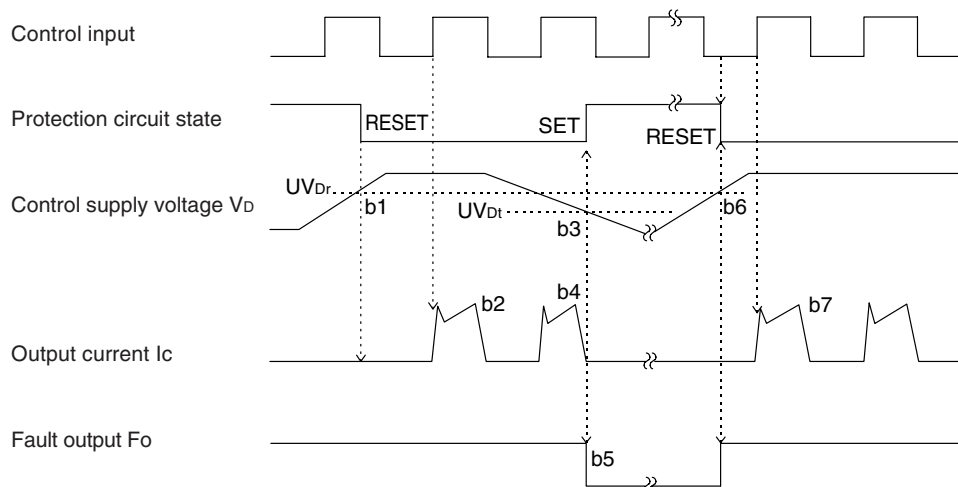 Control input
Protection circuit state
RESET
SET
RESET
Control supply voltage VD
UVDr
b1
UVDt
b3
b6
Output current Ic
b2
b4
b7
Fault output Fo
b5